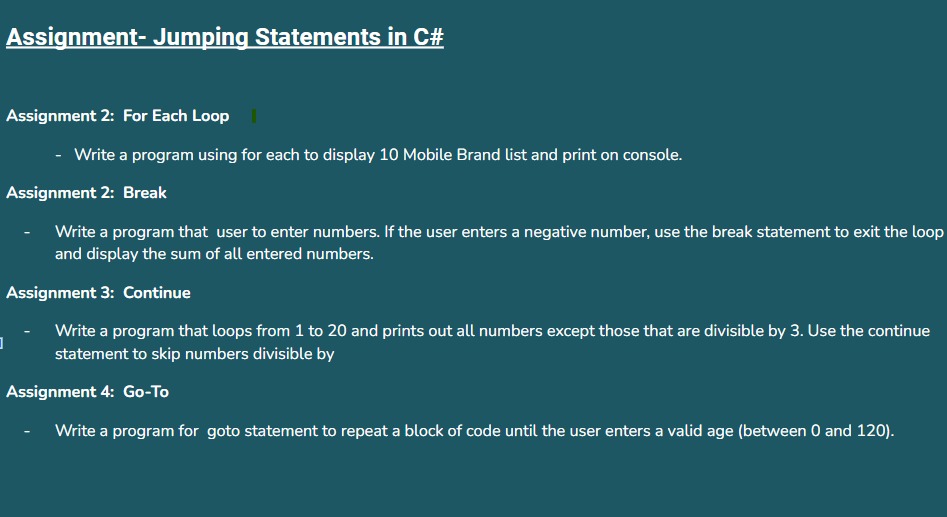 Assignment- Jumping Statements in C#
Assignment 2: For Each Loop
- Write a program using for each to display 10 Mobile Brand list and print on console.
Assignment 2: Break
- Write a program that user to enter numbers. If the user enters a negative number, use the break statement to exit the loop
and display the sum of all entered numbers.
Assignment 3: Continue
- Write a program that loops from 1 to 20 and prints out all numbers except those that are divisible by 3. Use the continue
statement to skip numbers divisible by
Assignment 4: Go-To
- Write a program for goto statement to repeat a block of code until the user enters a valid age (between 0 and 120).